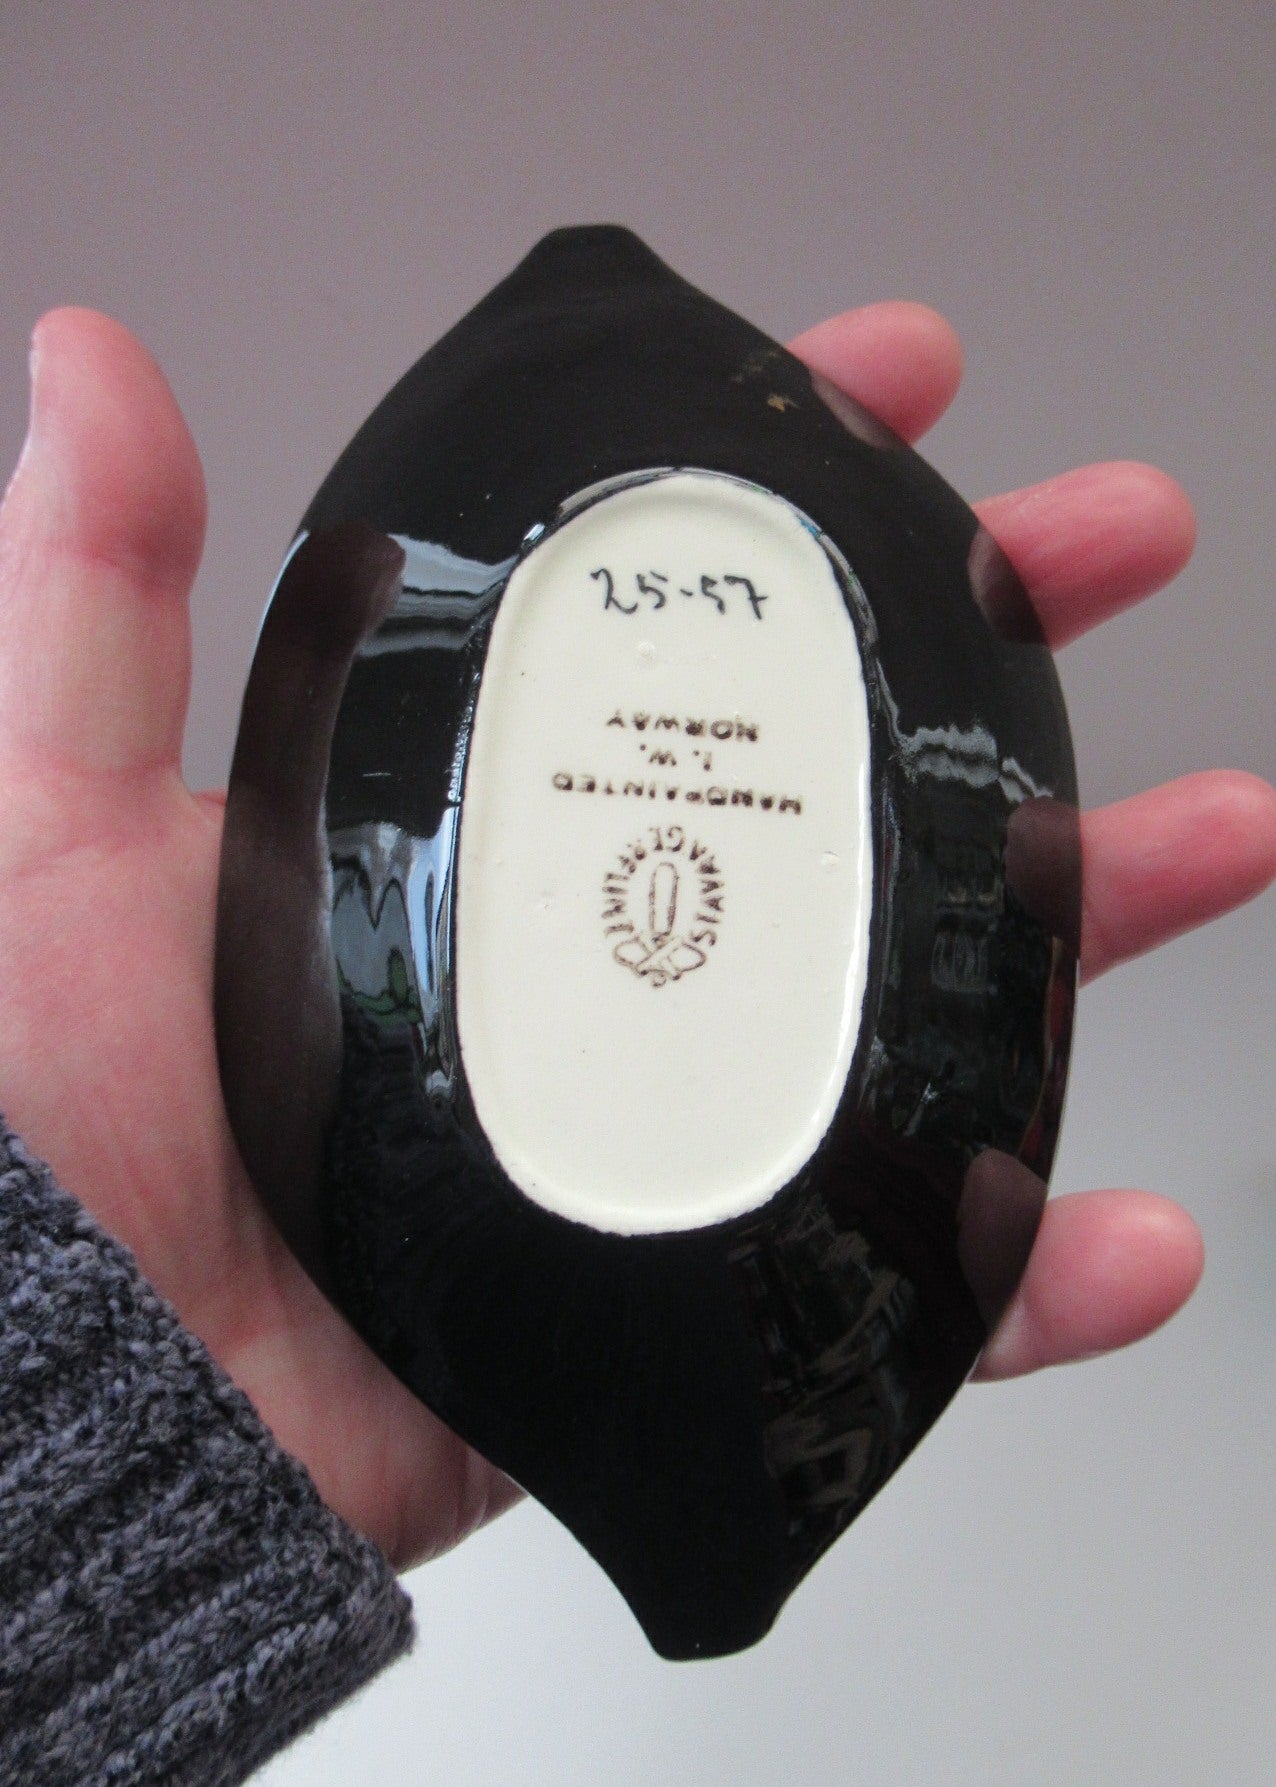 25-57
STAVANGERFLINT
HANDPAINTED
I. W.
NORWAY